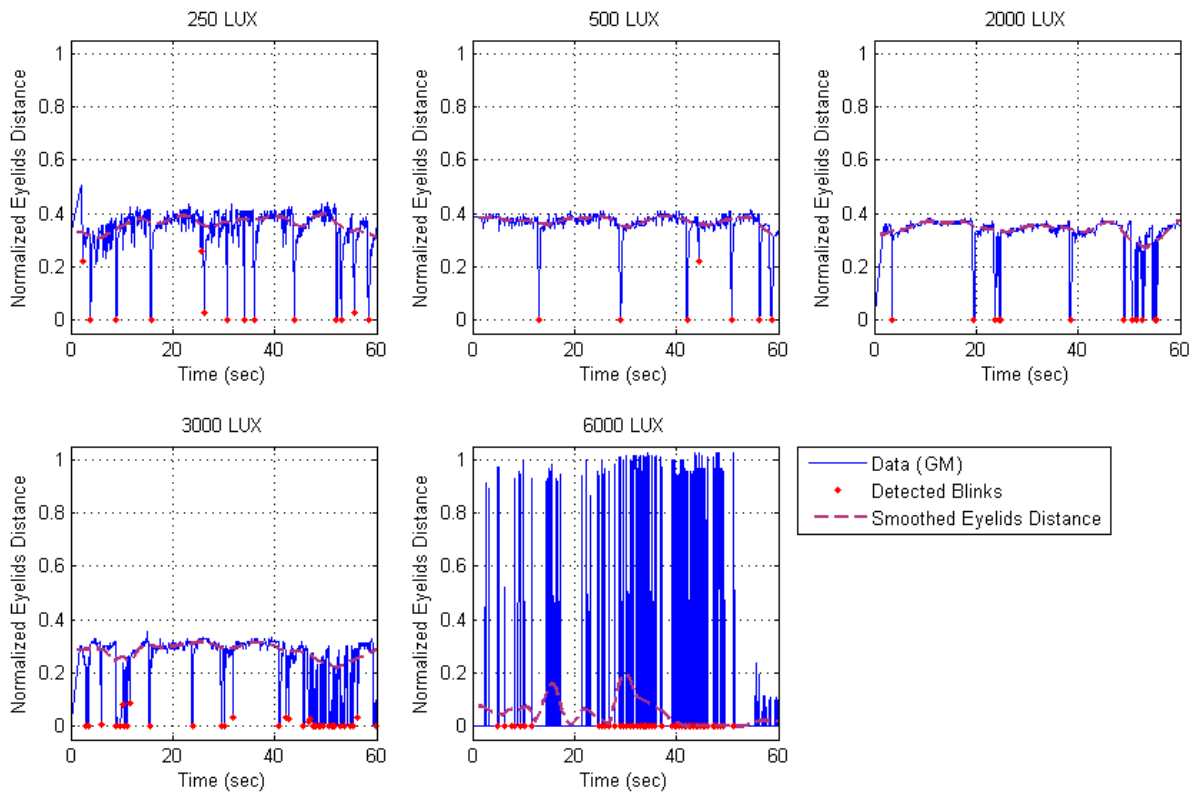 250 LUX
Normalized Eyelids Distance
1
0.8
0.6
0.4
0.2
0
0 20 40 60
Time (sec)
500 LUX
Normalized Eyelids Distance
1
0.8
0.6
0.4
0.2
0
0 20 40 60
Time (sec)
2000 LUX
Normalized Eyelids Distance
1
0.8
0.6
0.4
0.2
0
0 20 40 60
Time (sec)
3000 LUX
Normalized Eyelids Distance
1
0.8
0.6
0.4
0.2
0
0 20 40 60
Time (sec)
6000 LUX
Normalized Eyelids Distance
1
0.8
0.6
0.4
0.2
0
0 20 40 60
Time (sec)
Data (GM)
Detected Blinks
Smoothed Eyelids Distance